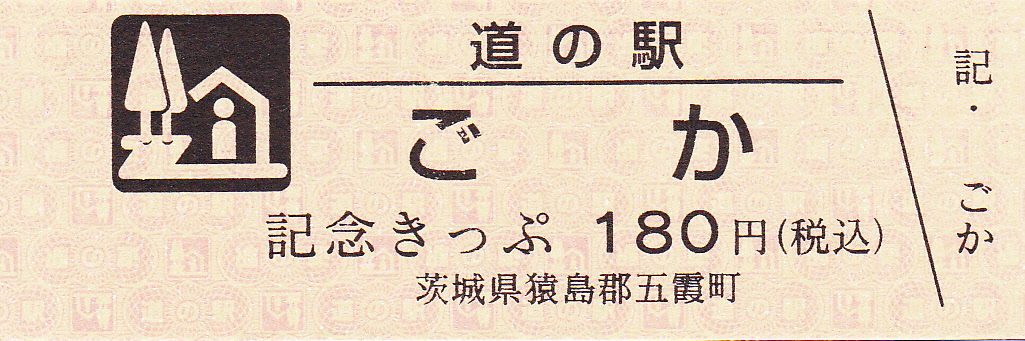 道の駅
ごか
記念きっぷ 180円(税込)
茨城県猿島郡五霞町
記・ごか